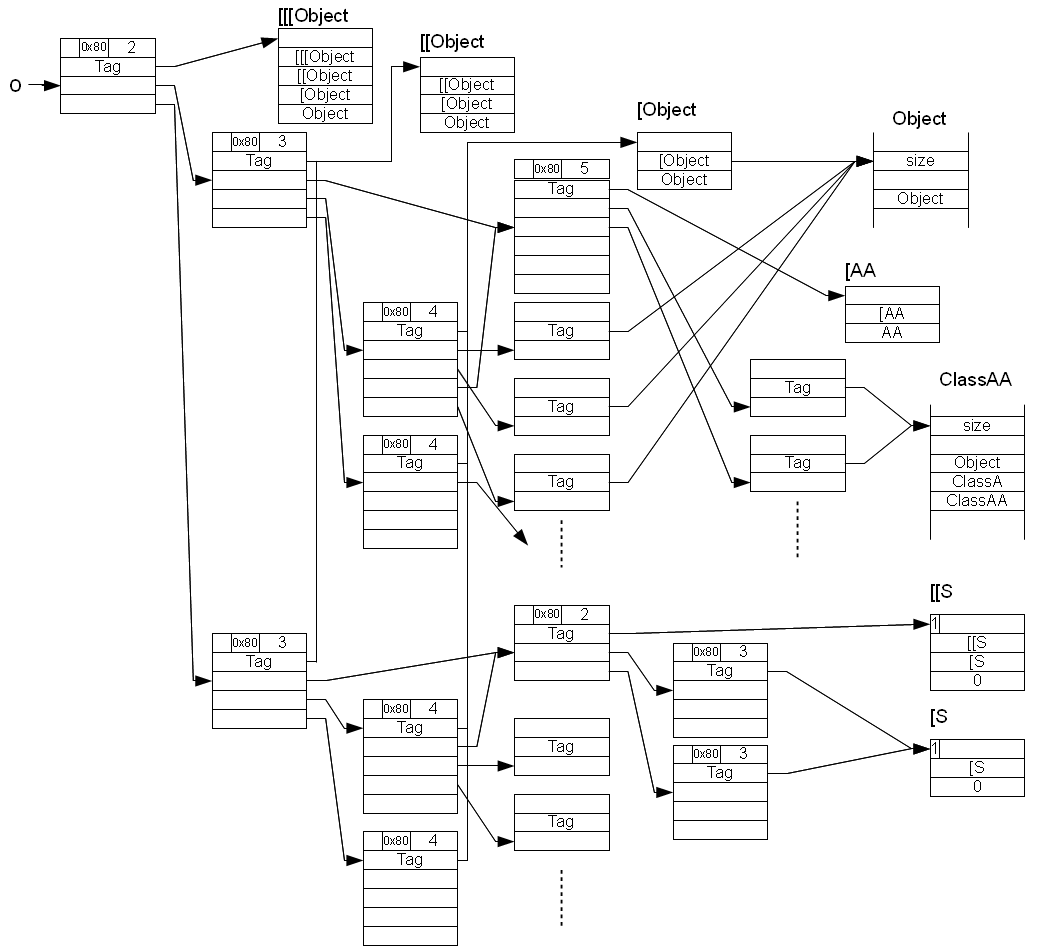 [[[Object
0x80 2
Tag
O
[[[Object
[[Object
[Object
Object
[[Object
[[Object
[Object
Object
[Object
[Object
Object
Object
size
Object
0x80 3
Tag
0x80 5
Tag
[AA
[AA
AA
0x80 4
Tag
Tag
Tag
Tag
Tag
Tag
ClassAA
size
Object
ClassA
ClassAA
0x80 4
Tag
0x80 3
Tag
0x80 2
Tag
[[S
1
[[S
[S
0
0x80 3
Tag
0x80 4
Tag
Tag
0x80 3
Tag
[S
1
[S
0
Tag
0x80 4
Tag